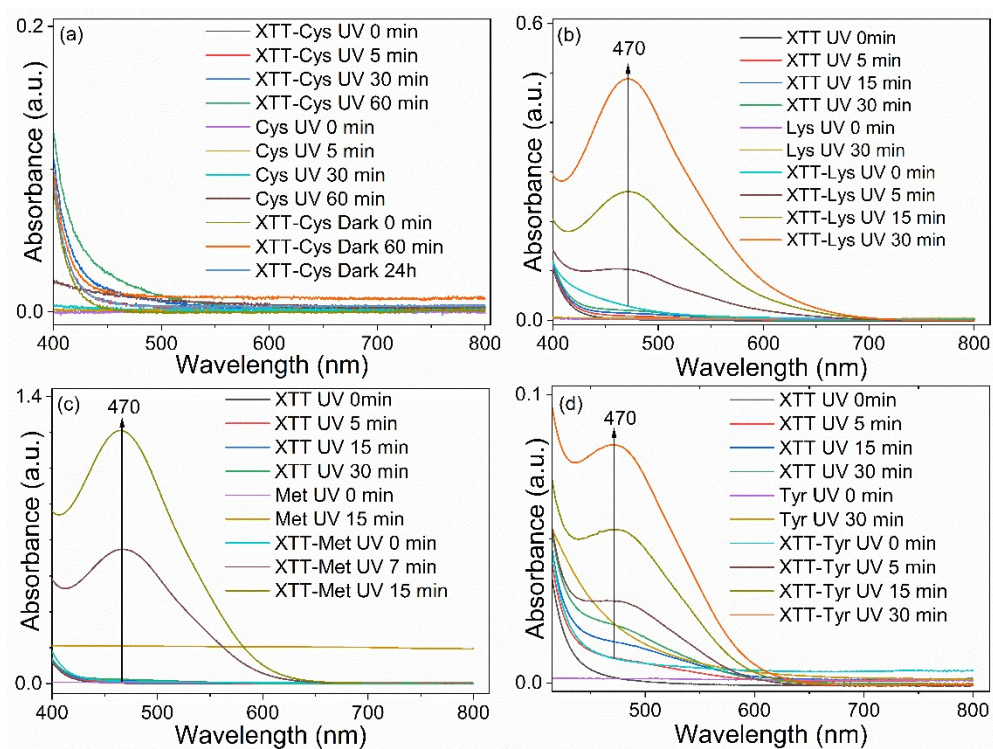 0.2
(a)
XTT-Cys UV 0 min
XTT-Cys UV 5 min
XTT-Cys UV 30 min
XTT-Cys UV 60 min
Cys UV 0 min
Cys UV 5 min
Cys UV 30 min
Cys UV 60 min
XTT-Cys Dark 0 min
XTT-Cys Dark 60 min
XTT-Cys Dark 24h
Absorbance (a.u.)
0.0
400 500 600 700 800
Wavelength (nm)
0.6
(b)
470
XTT UV 0min
XTT UV 5 min
XTT UV 15 min
XTT UV 30 min
Lys UV 0 min
Lys UV 30 min
XTT-Lys UV 0 min
XTT-Lys UV 5 min
XTT-Lys UV 15 min
XTT-Lys UV 30 min
Absorbance (a.u.)
0.0
400 500 600 700 800
Wavelength (nm)
1.4
(c)
470
XTT UV 0min
XTT UV 5 min
XTT UV 15 min
XTT UV 30 min
Met UV 0 min
Met UV 15 min
XTT-Met UV 0 min
XTT-Met UV 7 min
XTT-Met UV 15 min
Absorbance (a.u.)
0.0
400 500 600 700 800
Wavelength (nm)
0.1
(d)
470
XTT UV 0min
XTT UV 5 min
XTT UV 15 min
XTT UV 30 min
Tyr UV 0 min
Tyr UV 30 min
XTT-Tyr UV 0 min
XTT-Tyr UV 5 min
XTT-Tyr UV 15 min
XTT-Tyr UV 30 min
Absorbance (a.u.)
0.0
500 600 700 800
Wavelength (nm)